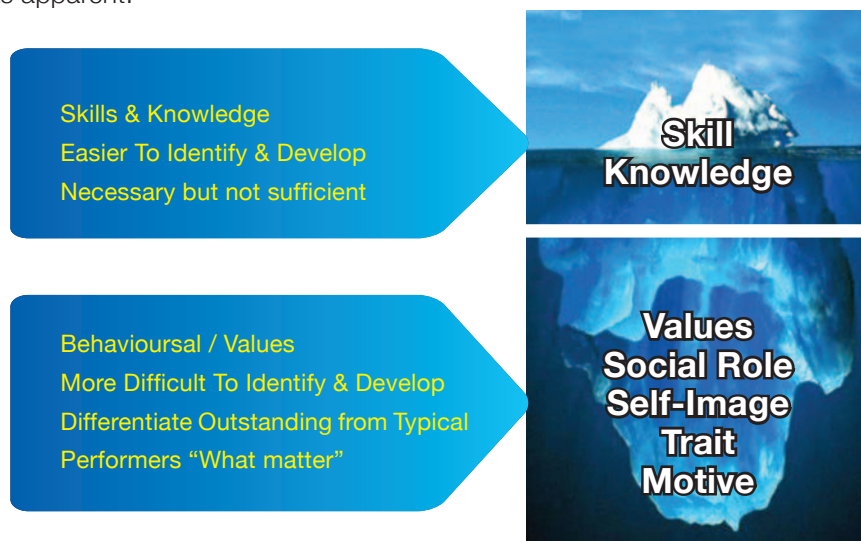 apparent.
Skills & Knowledge
Easier To Identify & Develop
Necessary but not sufficient
Skill
Knowledge
Behavioursal / Values
More Difficult To Identify & Develop
Differentiate Outstanding from Typical
Performers “What matter”
Values
Social Role
Self-Image
Trait
Motive